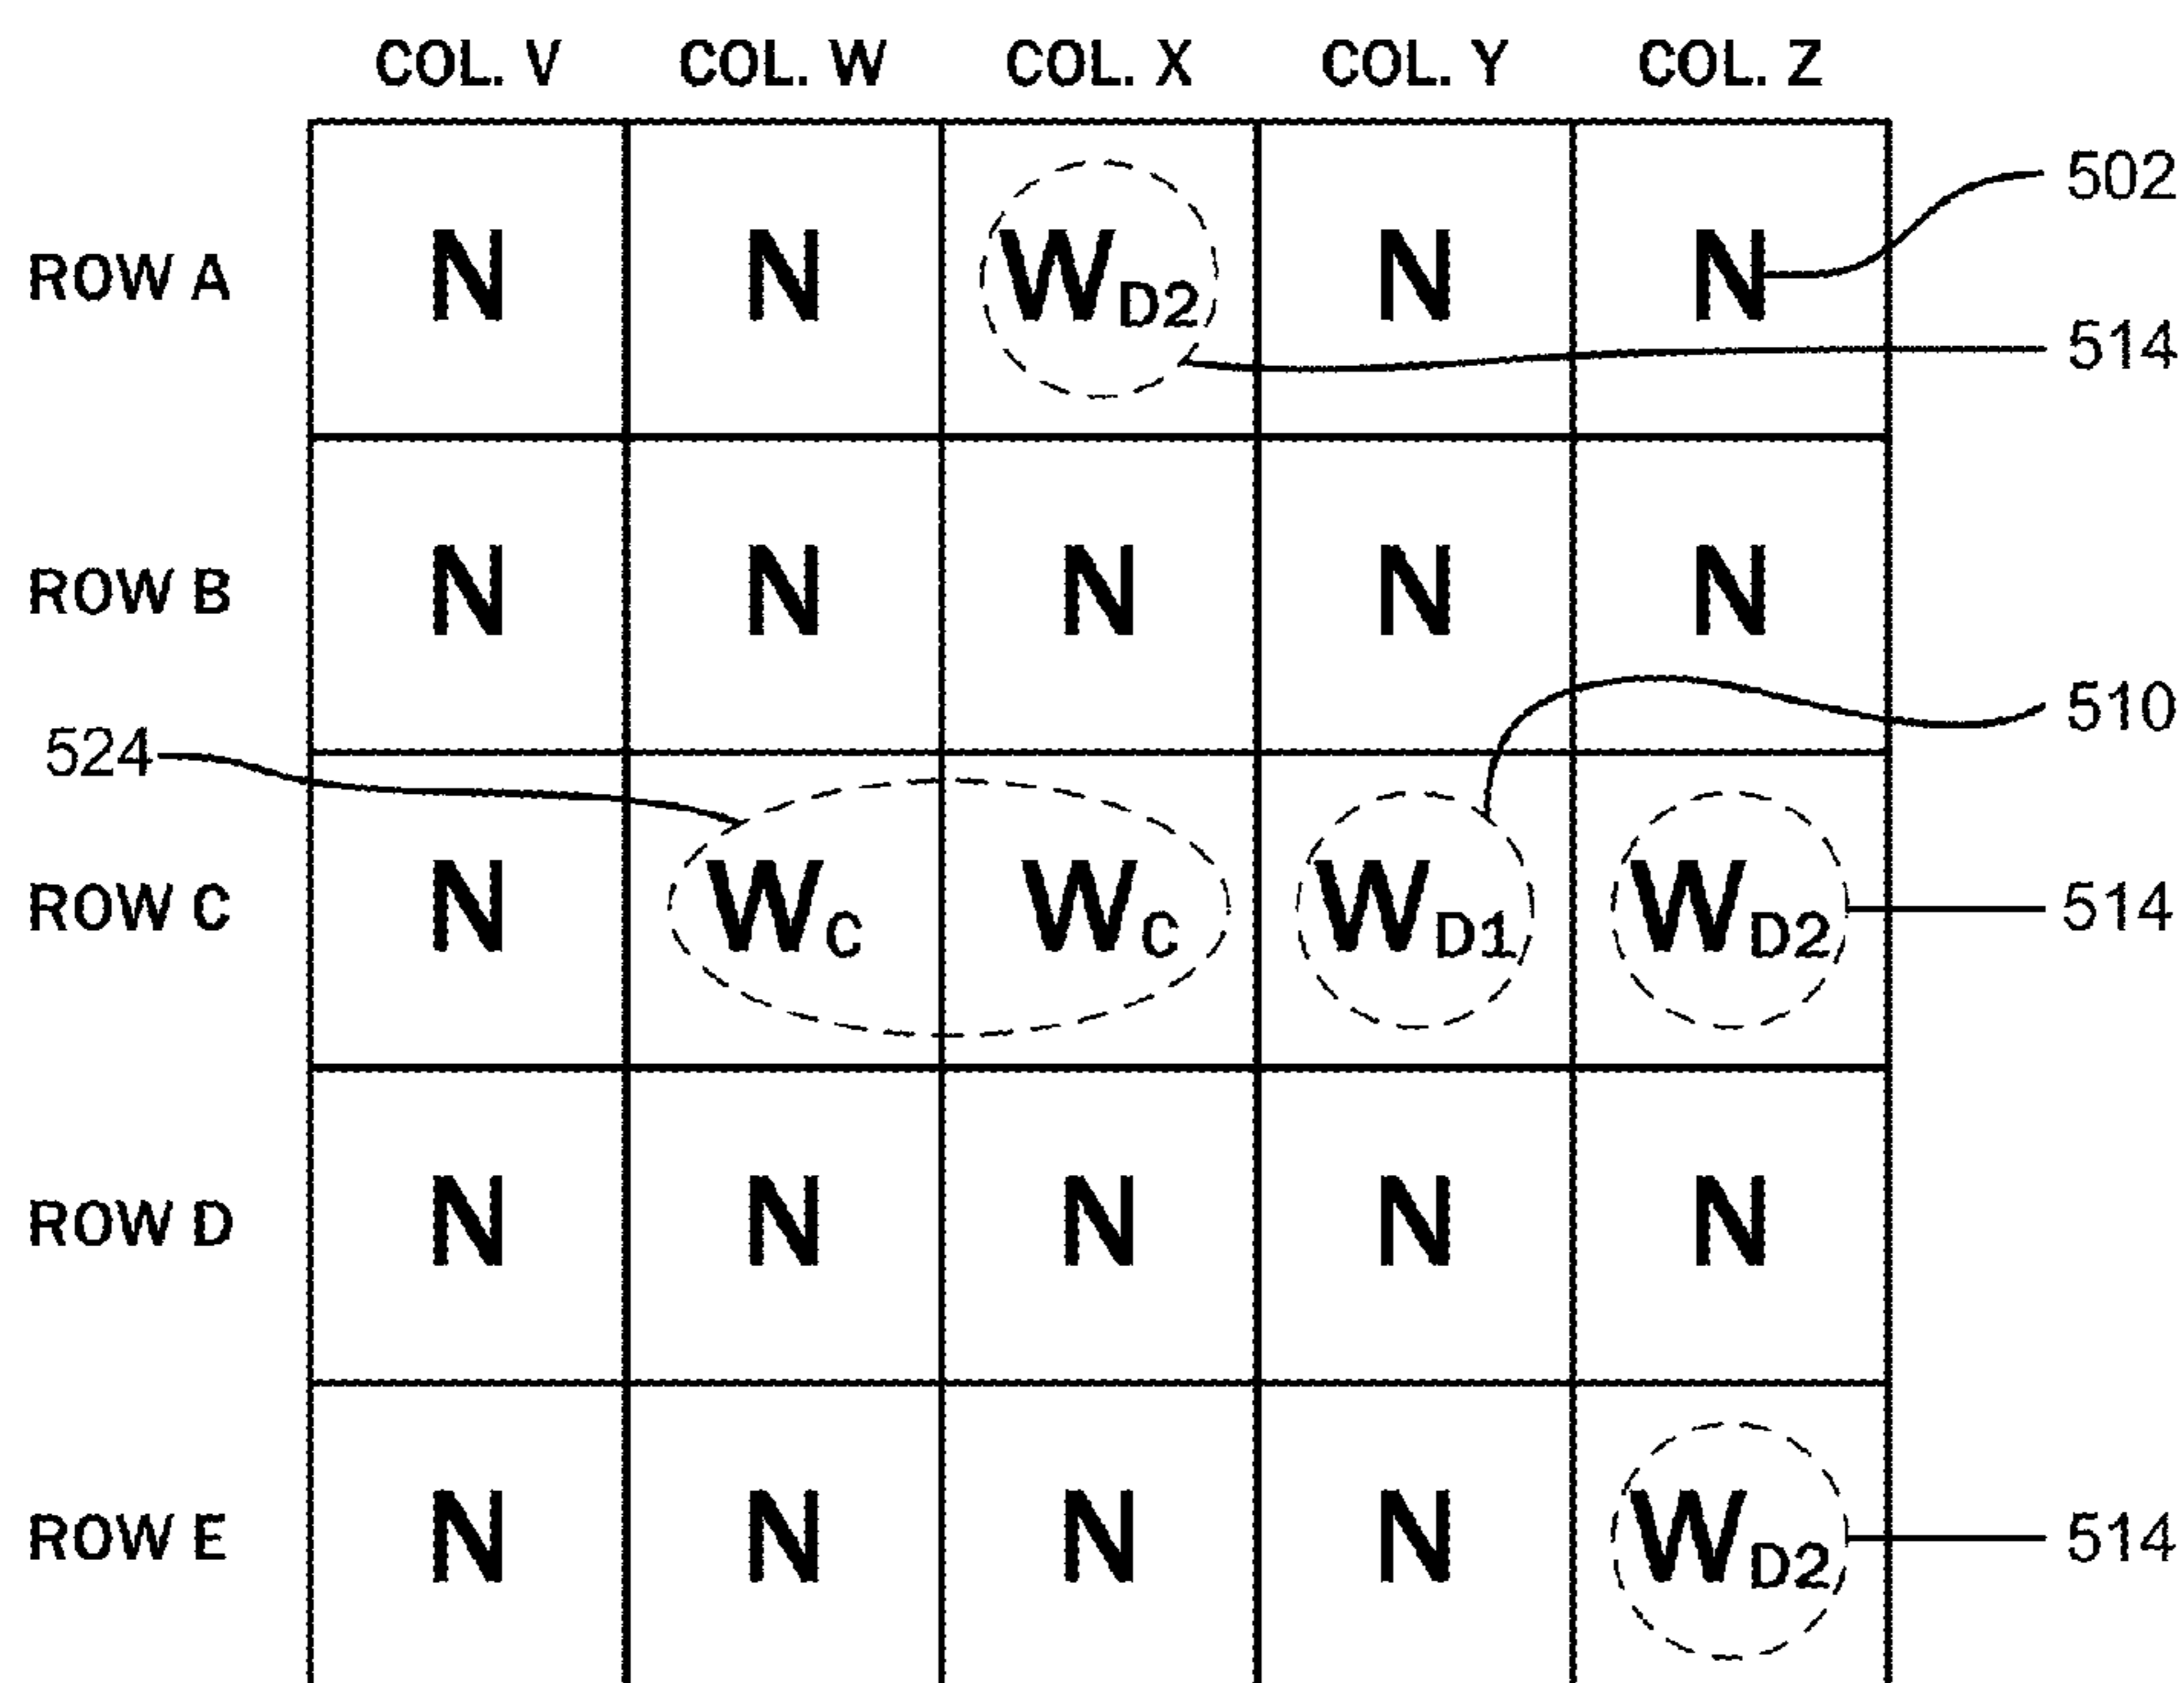 COL. V COL. W COL. X COL. Y COL. Z
502
ROW A N N WD2 N N
514
ROW B N N N N N
510
524
ROW C N WC WC WD1 WD2 514
ROW D N N N N N
ROW E N N N N WD2 514